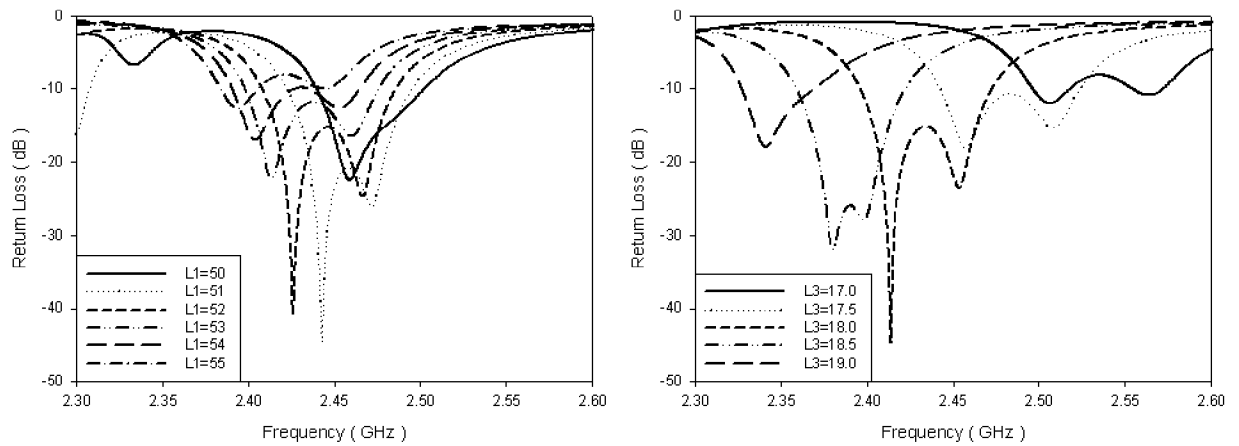 0
-10
-20
-30
-40
-50
Return Loss ( dB )
L1=50
L1=51
L1=52
L1=53
L1=54
L1=55
2.30 2.35 2.40 2.45 2.50 2.55 2.60
Frequency ( GHz )
0
-10
-20
-30
-40
-50
Return Loss ( dB )
L3=17.0
L3=17.5
L3=18.0
L3=18.5
L3=19.0
2.30 2.35 2.40 2.45 2.50 2.55 2.60
Frequency ( GHz )